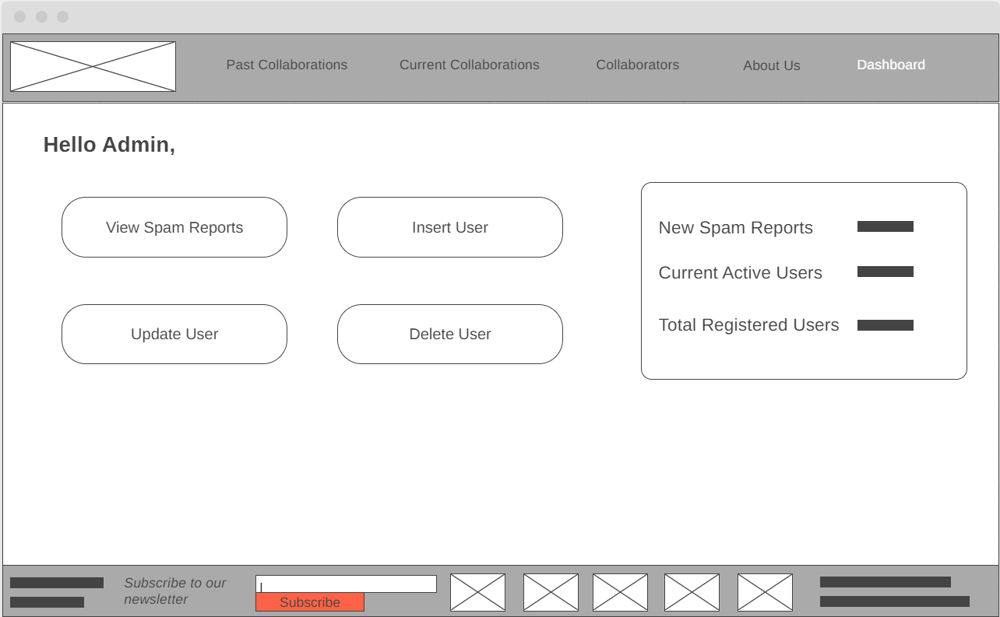 Past Collaborations
Current Collaborations
Collaborators
About Us
Dashboard
Hello Admin,
View Spam Reports
Insert User
Update User
Delete User
New Spam Reports
Current Active Users
Total Registered Users
Subscribe to our
newsletter
Subscribe